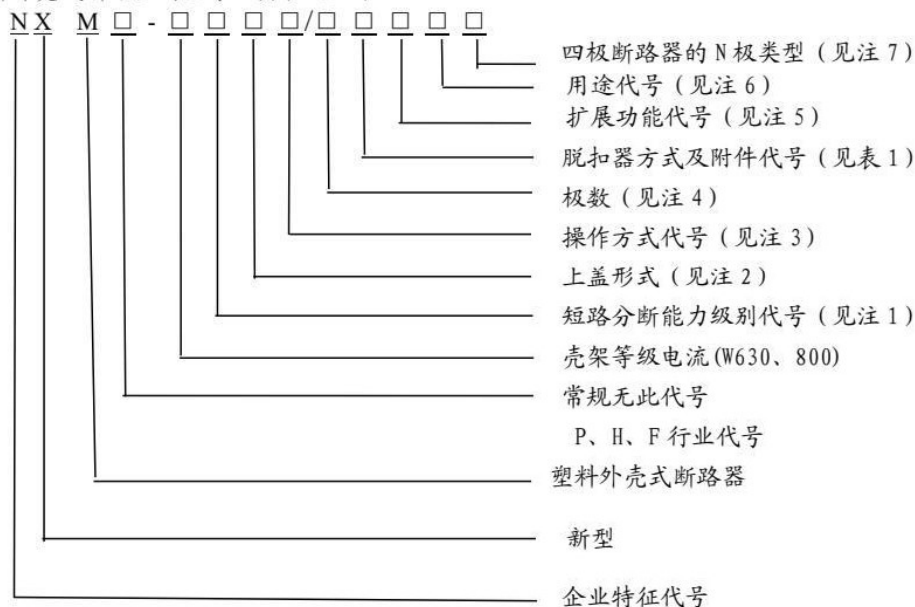 NX M□-□□□□/□□□□□
四极断路器的N极类型（见注7）
用途代号（见注6）
扩展功能代号（见注5）
脱扣器方式及附件代号（见表1）
极数（见注4）
操作方式代号（见注3）
上盖形式（见注2）
短路分断能力级别代号（见注1）
壳架等级电流(W630、800)
常规无此代号
P、H、F行业代号
塑料外壳式断路器
新型
企业特征代号